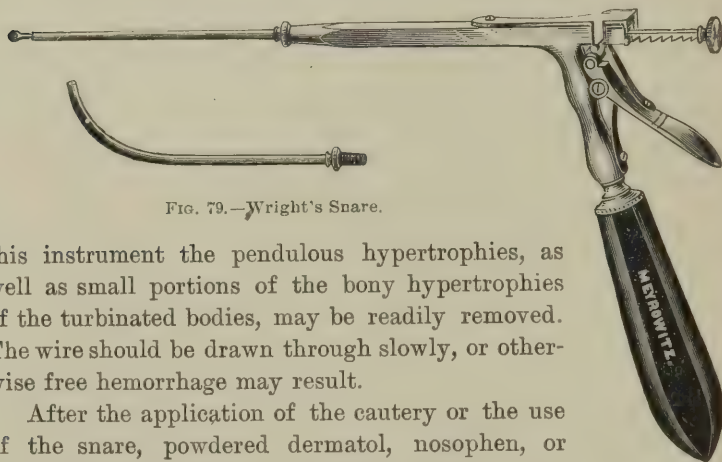 MEYROWITZ.
FIG. 79.—Wright's Snare.
his instrument the pendulous hypertrophies, as
vell as small portions of the bony hypertrophies
f the turbinated bodies, may be readily removed.
The wire should be drawn through slowly, or other-
vise free hemorrhage may result.
After the application of the cautery or the use
f the snare, powdered dermatol, nosophen, or